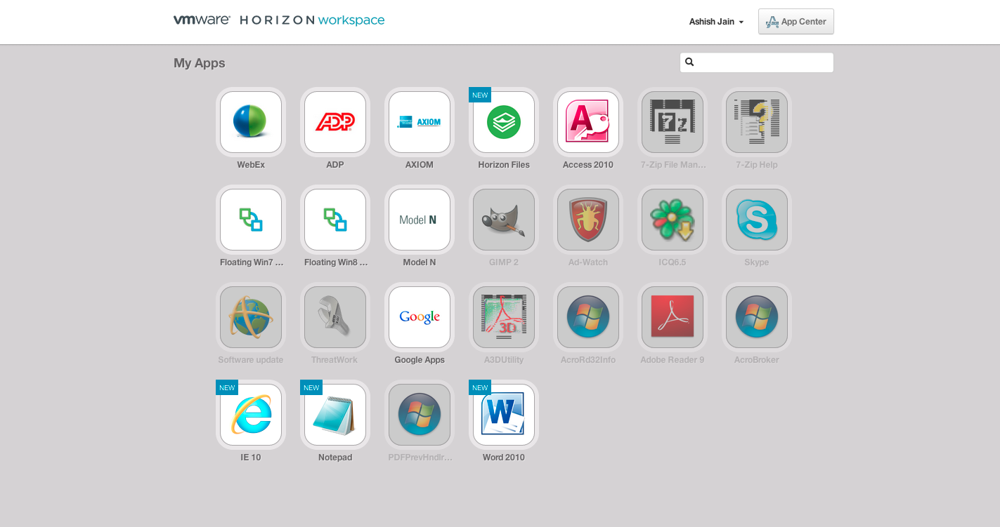 vmware HORIZON workspace
Ashish Jain
App Center
My Apps
NEW
ADP
AXIOM
A
7z
?
WebEx
ADP
AXIOM
Horizon Files
Access 2010
7-Zip File Man...
7-Zip Help
Model N
S
Floating Win7 ...
Floating Win8 ...
Model N
GIMP 2
Ad-Watch
ICQ6.5
Skype
Google
3D
Software update
ThreatWork
Google Apps
A3DUtility
AcroRd32Info
Adobe Reader 9
AcroBroker
NEW
NEW
NEW
W
IE 10
Notepad
PDFPrevHndlr...
Word 2010